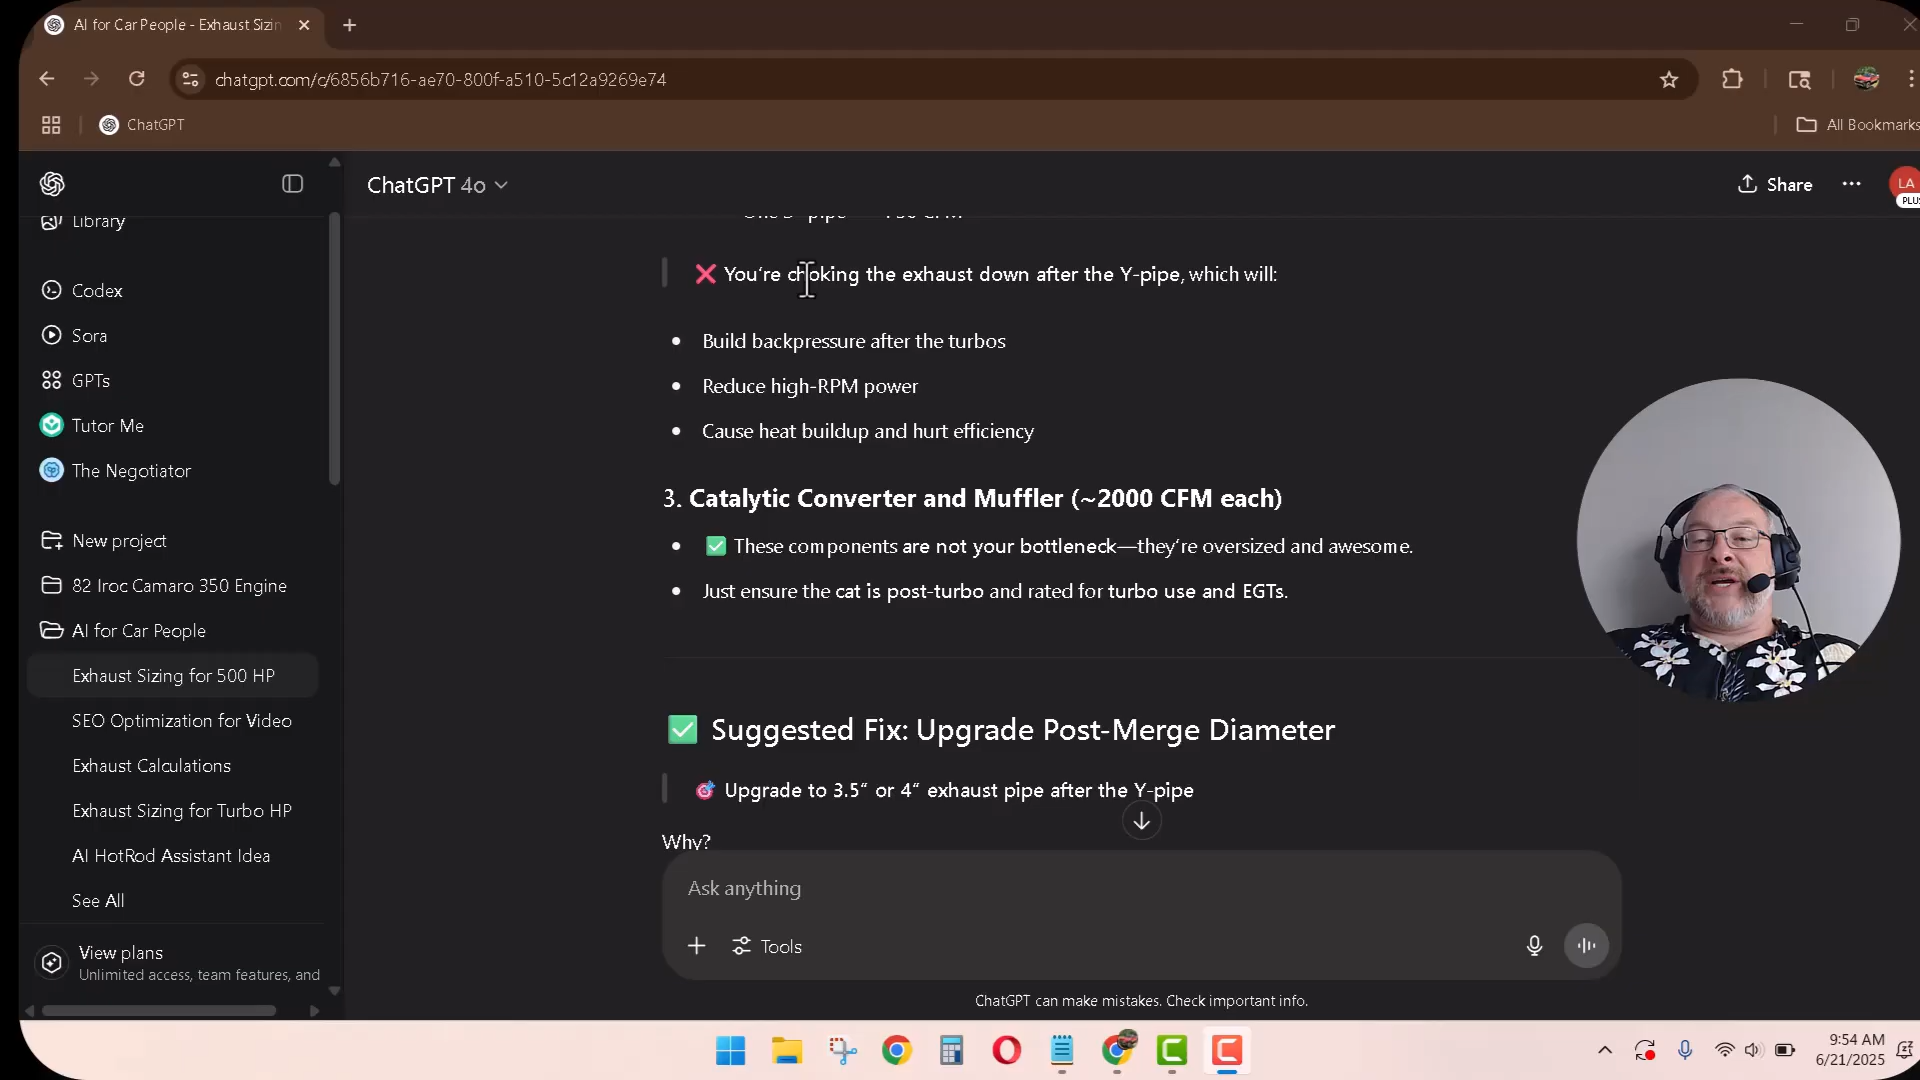 AI for Car People - Exhaust Sizin
chatgpt.com/c/6856b716-ae70-800f-a510-5c12a9269e74
ChatGPT
All Bookmarks
ChatGPT 4o
Share
LA
PLUS
Library
Codex
Sora
GPTs
Tutor Me
The Negotiator
New project
82 Iroc Camaro 350 Engine
AI for Car People
Exhaust Sizing for 500 HP
SEO Optimization for Video
Exhaust Calculations
Exhaust Sizing for Turbo HP
AI HotRod Assistant Idea
See All
View plans
Unlimited access, team features, and
❌ You're choking the exhaust down after the Y-pipe, which will:
• Build backpressure after the turbos
• Reduce high-RPM power
• Cause heat buildup and hurt efficiency
3. Catalytic Converter and Muffler (~2000 CFM each)
• ✅ These components are not your bottleneck—they're oversized and awesome.
• Just ensure the cat is post-turbo and rated for turbo use and EGTs.
✅ Suggested Fix: Upgrade Post-Merge Diameter
🎯 Upgrade to 3.5" or 4" exhaust pipe after the Y-pipe
Why?
Ask anything
Tools
ChatGPT can make mistakes. Check important info.
9:54 AM
6/21/2025